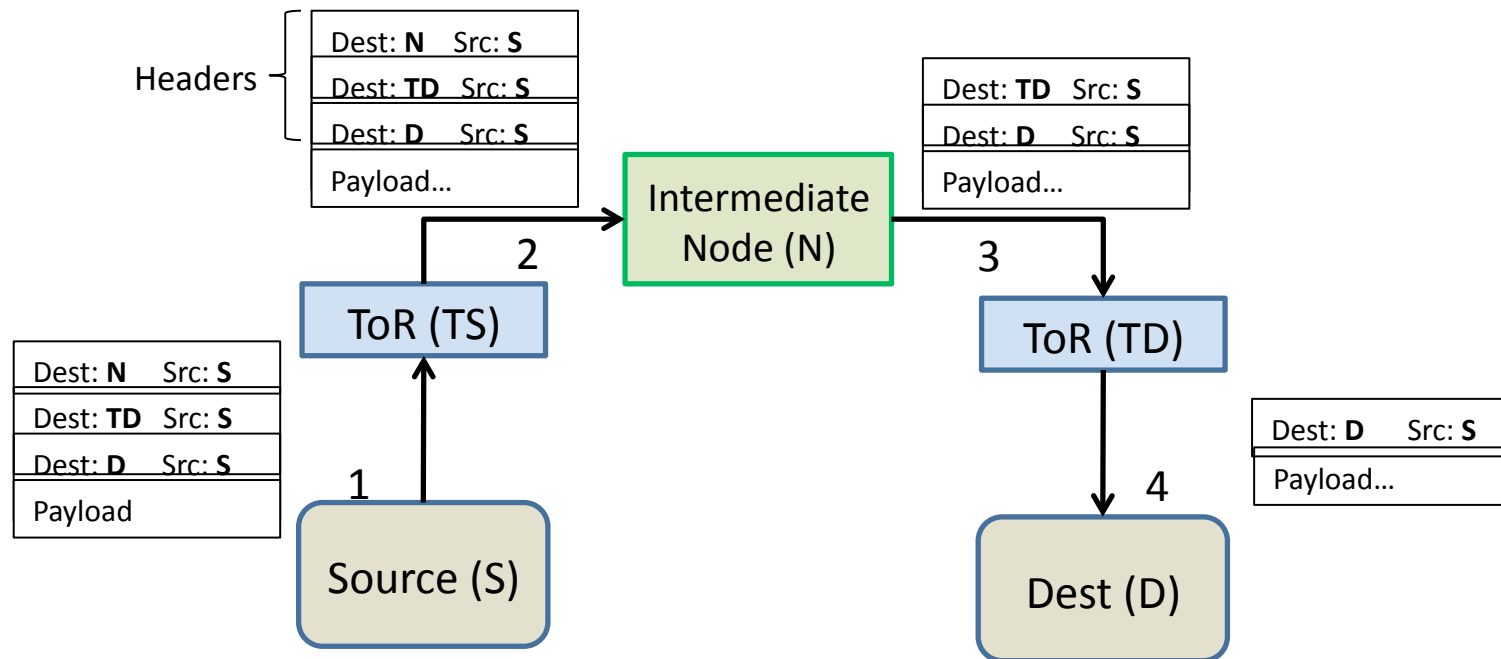 Headers
Dest: N Src: S
Dest: TD Src: S
Dest: D Src: S
Payload...
Dest: TD Src: S
Dest: D Src: S
Payload...
Intermediate
Node (N)
2
3
ToR (TS)
ToR (TD)
Dest: N Src: S
Dest: TD Src: S
Dest: D Src: S
Payload
Dest: D Src: S
Payload...
1
4
Source (S)
Dest (D)